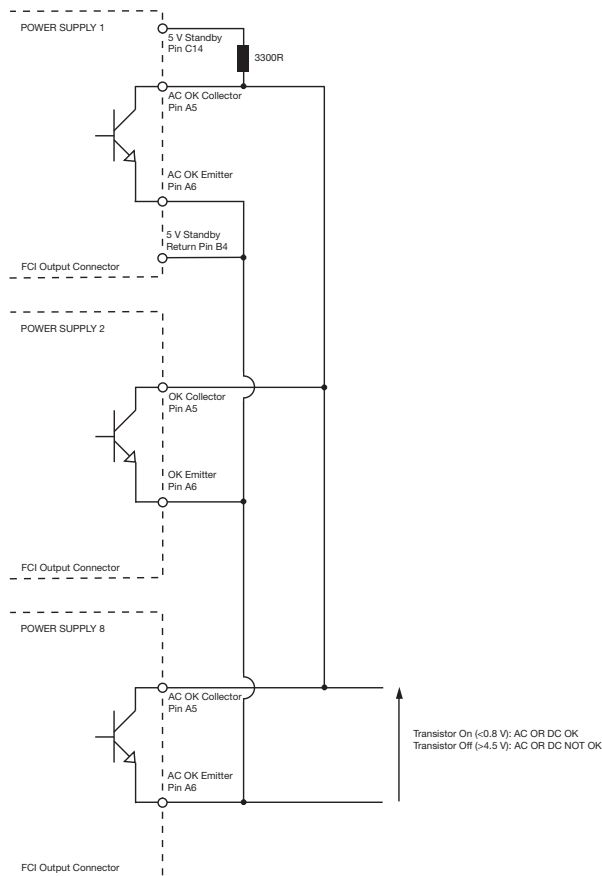 POWER SUPPLY 1
5 V Standby
Pin C14
3300R
AC OK Collector
Pin A5
AC OK Emitter
Pin A6
5 V Standby
Return Pin B4
FCI Output Connector
POWER SUPPLY 2
OK Collector
Pin A5
OK Emitter
Pin A6
FCI Output Connector
POWER SUPPLY 8
AC OK Collector
Pin A5
Transistor On (<0.8 V): AC OR DC OK
Transistor Off (>4.5 V): AC OR DC NOT OK
AC OK Emitter
Pin A6
FCI Output Connector